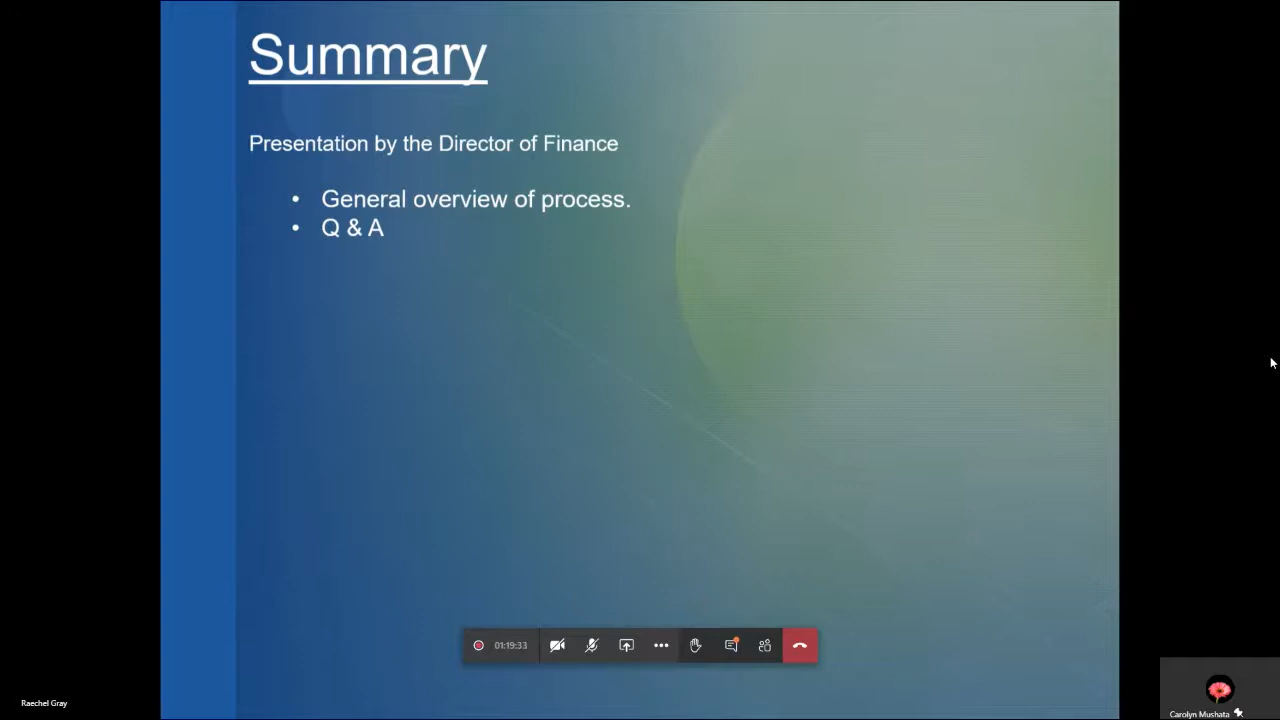 Summary
Presentation by the Director of Finance
• General overview of process.
• Q & A
01:19:33
Raechel Gray
Carolyn Mushata